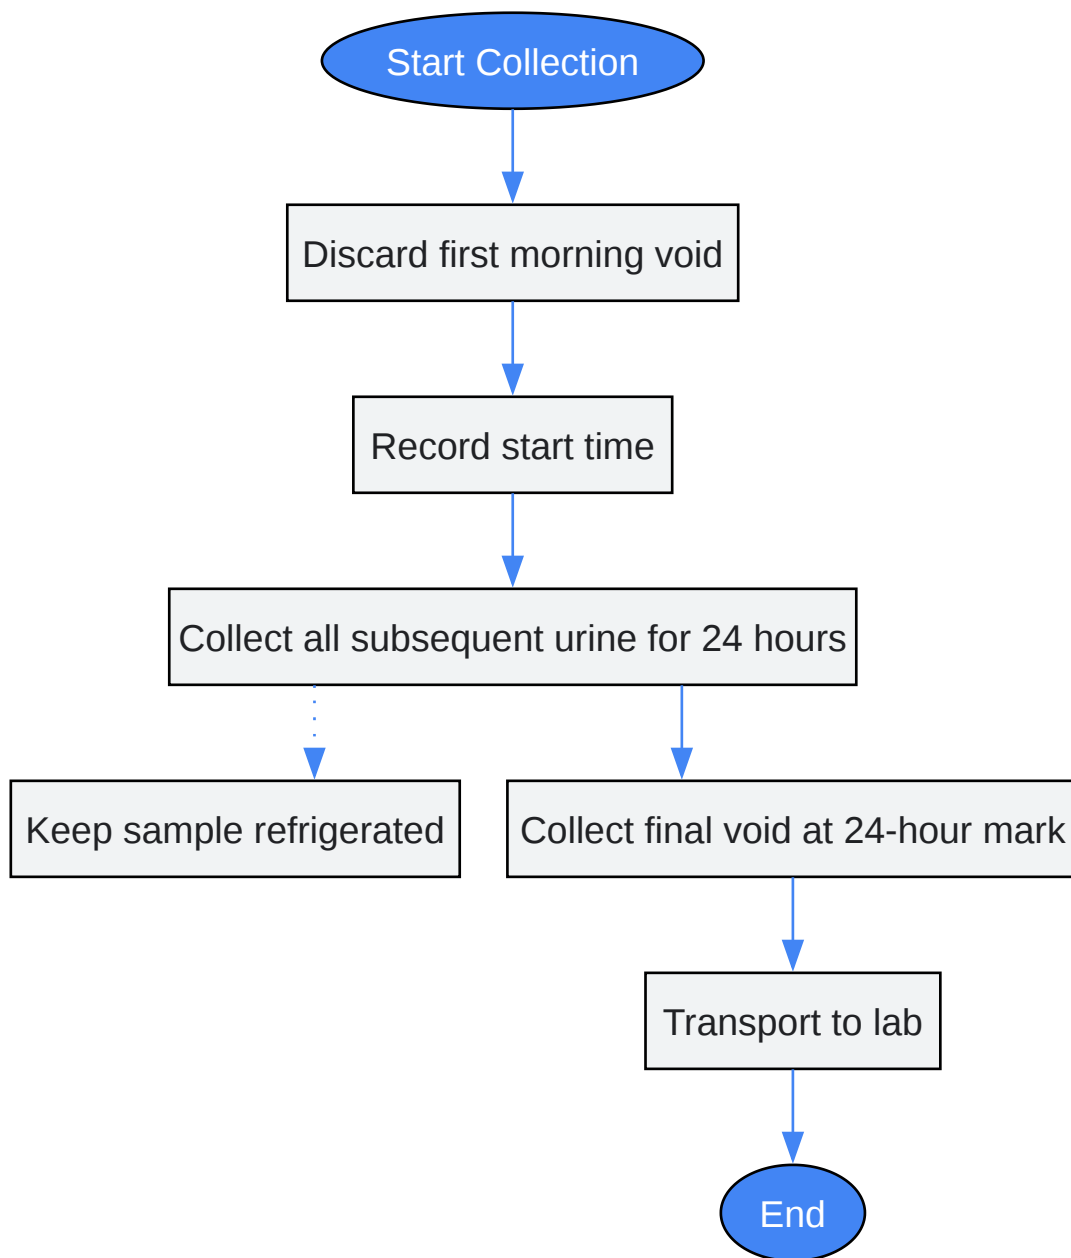 Start Collection
Discard first morning void
Record start time
Collect all subsequent urine for 24 hours
Keep sample refrigerated
Collect final void at 24-hour mark
Transport to lab
End